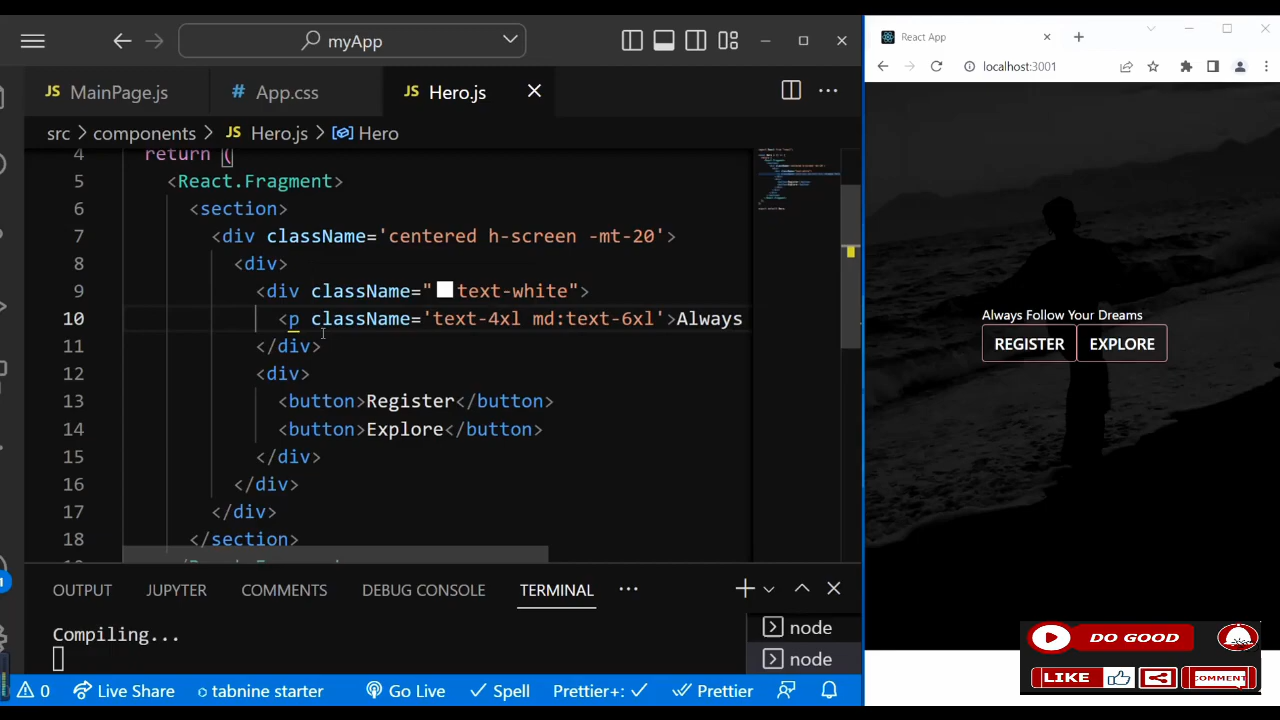 myApp
JS MainPage.js
# App.css
JS Hero.js
src > components > JS Hero.js > Hero
4 return (
5 <React.Fragment>
6 <section>
7 <div className='centered h-screen -mt-20'>
8 <div>
9 <div className="text-white">
10 <p className='text-4xl md:text-6xl'>Always
11 </div>
12 <div>
13 <button>Register</button>
14 <button>Explore</button>
15 </div>
16 </div>
17 </div>
18 </section>
OUTPUT JUPYTER COMMENTS DEBUG CONSOLE TERMINAL
Compiling...
node
node
0 Live Share tabnine starter Go Live Spell Prettier+: Prettier
React App
localhost:3001
Always Follow Your Dreams
REGISTER EXPLORE
DO GOOD
LIKE COMMENT